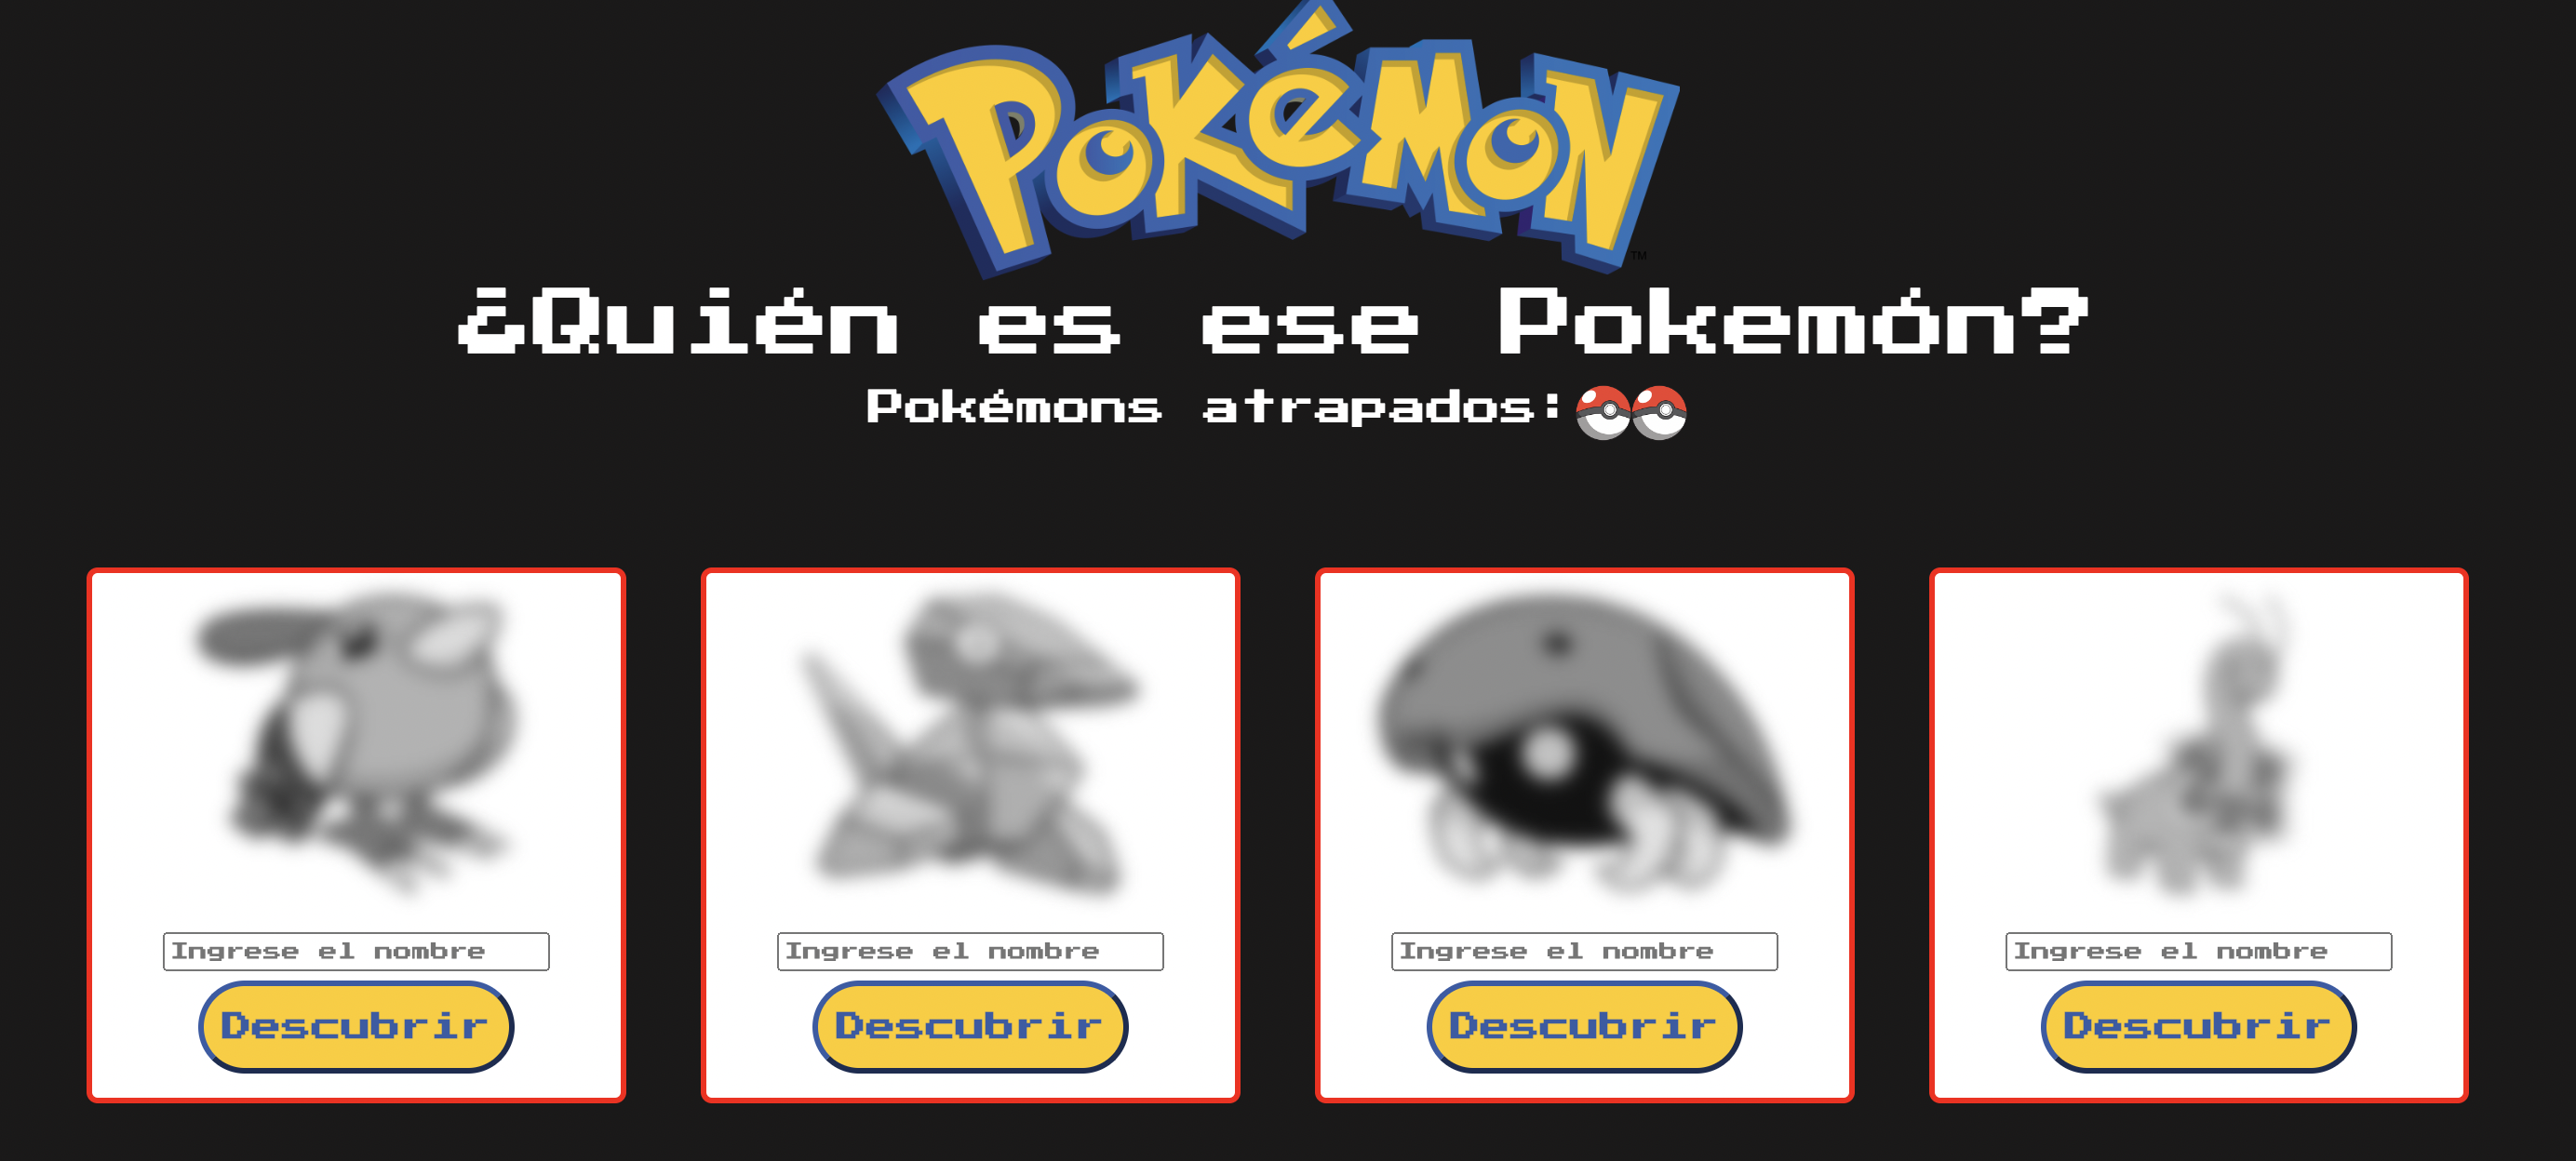 Pokémon
TM
¿Quién es ese Pokemón?
Pokémons atrapados:
Ingrese el nombre
Descubrir
Ingrese el nombre
Descubrir
Ingrese el nombre
Descubrir
Ingrese el nombre
Descubrir